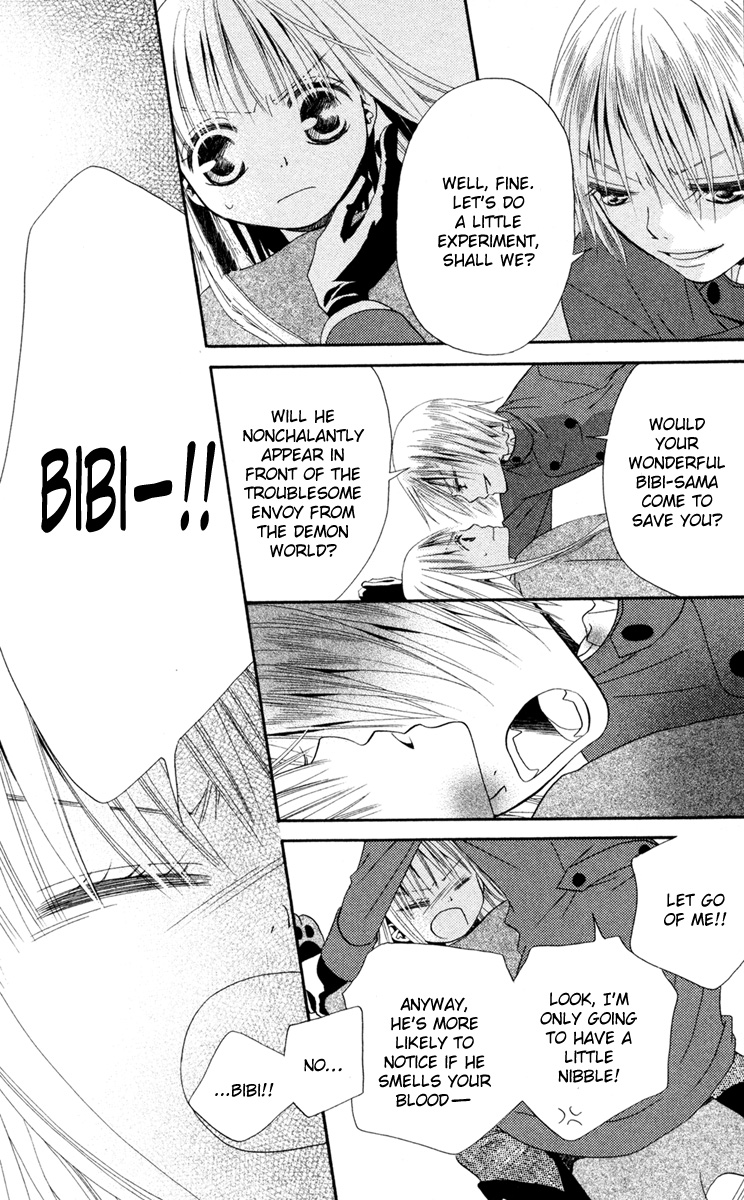 WELL, FINE.
LET'S DO
A LITTLE
EXPERIMENT,
SHALL WE?
WOULD
YOUR
WONDERFUL
BIBI-SAMA
COME TO
SAVE YOU?
WILL HE
NONCHALANTLY
APPEAR IN
FRONT OF THE
TROUBLESOME
ENVOY FROM
THE DEMON
WORLD?
LET GO
OF ME!!
LOOK, I'M
ONLY GOING
TO HAVE A
LITTLE
NIBBLE!
ANYWAY,
HE'S MORE
LIKELY TO
NOTICE IF HE
SMELLS YOUR
BLOOD—
NO...
...BIBI!!
BIBI—!!